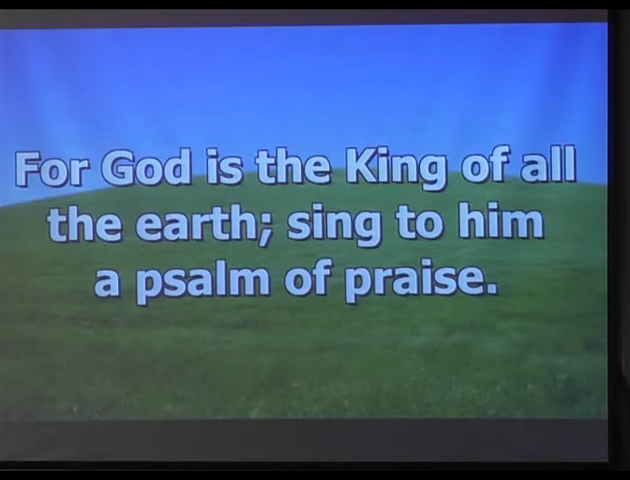 For God is the King of all
the earth; sing to him
a psalm of praise.